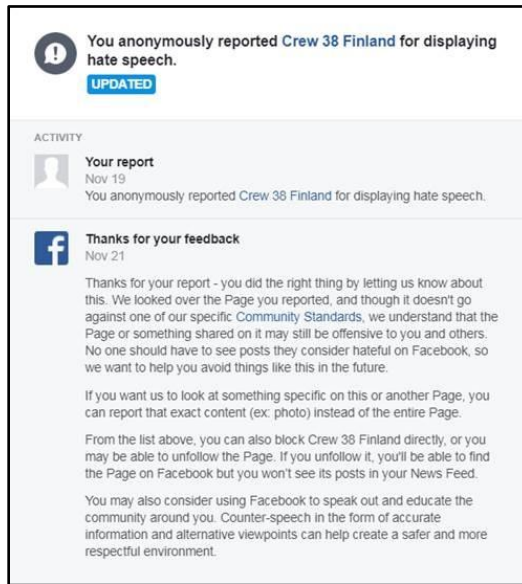 You anonymously reported Crew 38 Finland for displaying
hate speech.
UPDATED
ACTIVITY
Your report
Nov 19
You anonymously reported Crew 38 Finland for displaying hate speech.
Thanks for your feedback
Nov 21
Thanks for your report - you did the right thing by letting us know about
this. We looked over the Page you reported, and though it doesn't go
against one of our specific Community Standards, we understand that the
Page or something shared on it may still be offensive to you and others.
No one should have to see posts they consider hateful on Facebook, so
we want to help you avoid things like this in the future.
If you want us to look at something specific on this or another Page, you
can report that exact content (ex: photo) instead of the entire Page.
From the list above, you can also block Crew 38 Finland directly, or you
may be able to unfollow the Page. If you unfollow it, you'll be able to find
the Page on Facebook but you won't see its posts in your News Feed.
You may also consider using Facebook to speak out and educate the
community around you. Counter-speech in the form of accurate
information and alternative viewpoints can help create a safer and more
respectful environment.